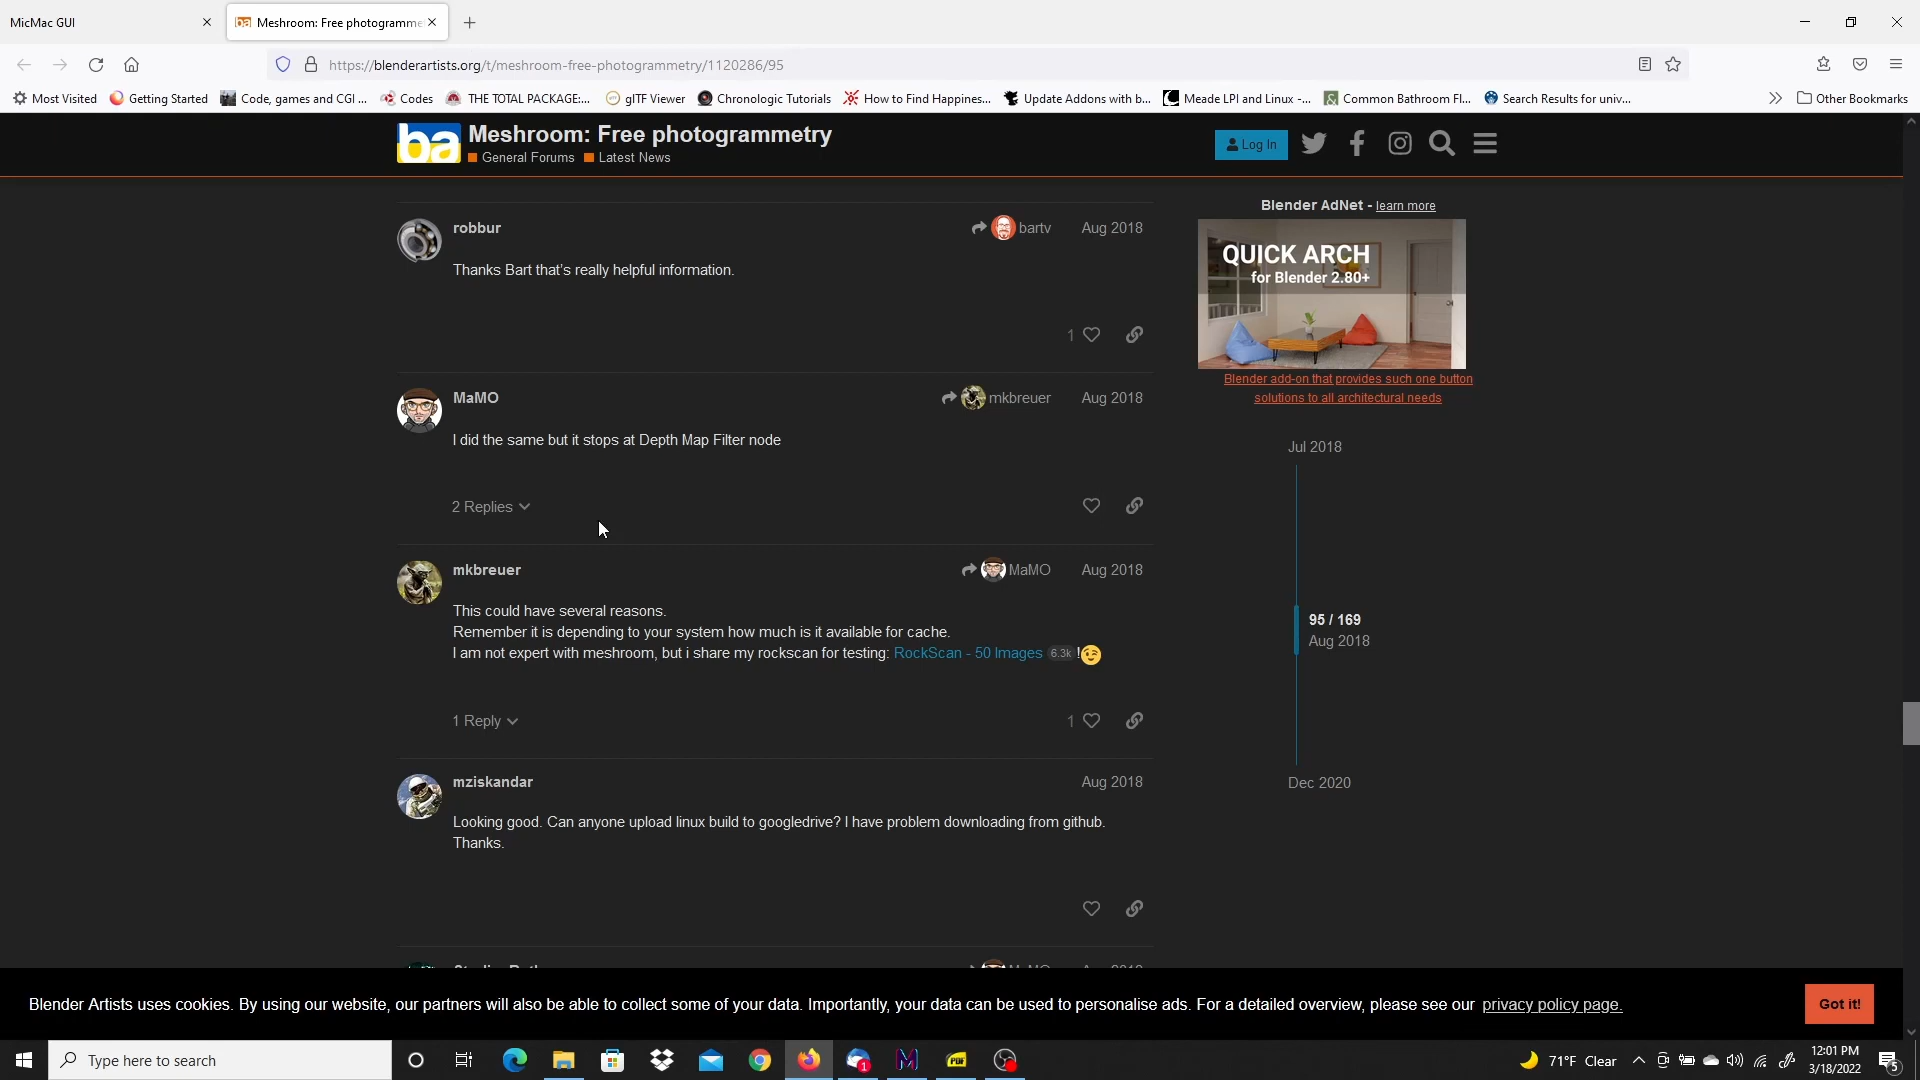 MicMac GUI
Meshroom: Free photogramme
https://blenderartists.org/t/meshroom-free-photogrammetry/1120286/95
Most Visited
Getting Started
Code, games and CGI ...
Codes
THE TOTAL PACKAGE:...
glTF Viewer
Chronologic Tutorials
How to Find Happines...
Update Addons with b...
Meade LPI and Linux -...
Common Bathroom Fl...
Search Results for univ...
Other Bookmarks
ba
Meshroom: Free photogrammetry
General Forums Latest News
Log In
robbur
bartv
Aug 2018
Thanks Bart that's really helpful information.
1
MaMO
mkbreuer
Aug 2018
I did the same but it stops at Depth Map Filter node
2 Replies
mkbreuer
MaMO
Aug 2018
This could have several reasons.
Remember it is depending to your system how much is it available for cache.
I am not expert with meshroom, but i share my rockscan for testing: RockScan - 50 Images 6.3k !
1 Reply
1
mziskandar
Aug 2018
Looking good. Can anyone upload linux build to googledrive? I have problem downloading from github.
Thanks.
Blender AdNet - learn more
QUICK ARCH
for Blender 2.80+
Blender add-on that provides such one button
solutions to all architectural needs
Jul 2018
95 / 169
Aug 2018
Dec 2020
Blender Artists uses cookies. By using our website, our partners will also be able to collect some of your data. Importantly, your data can be used to personalise ads. For a detailed overview, please see our privacy policy page.
Got it!
Type here to search
1
PDF
71°F Clear
12:01 PM
3/18/2022
5